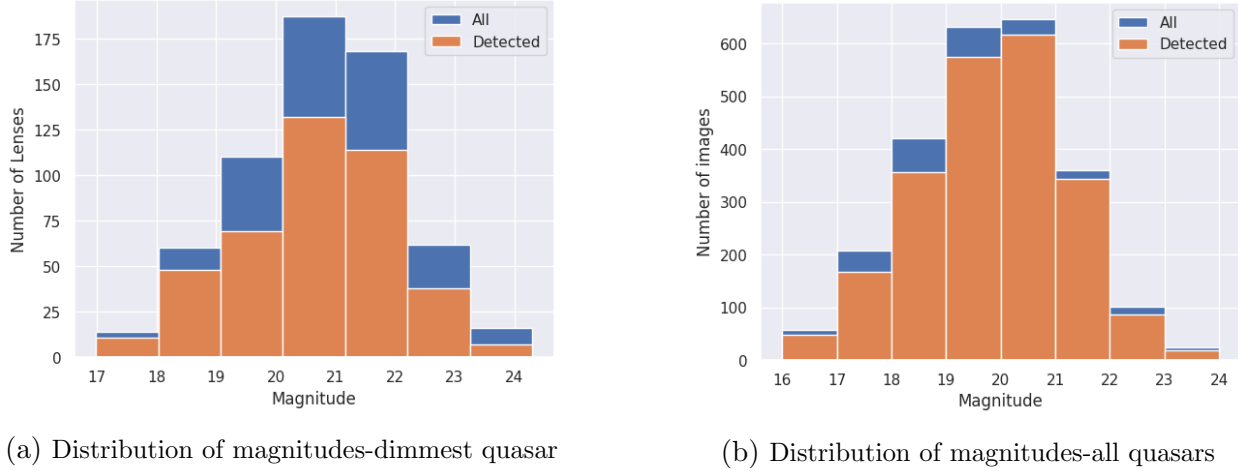 All
Detected
175
150
125
100
75
50
25
0
Number of Lenses
17 18 19 20 21 22 23 24
Magnitude
(a) Distribution of magnitudes-dimmest quasar
All
Detected
600
500
400
300
200
100
0
Number of images
16 17 18 19 20 21 22 23 24
Magnitude
(b) Distribution of magnitudes-all quasars